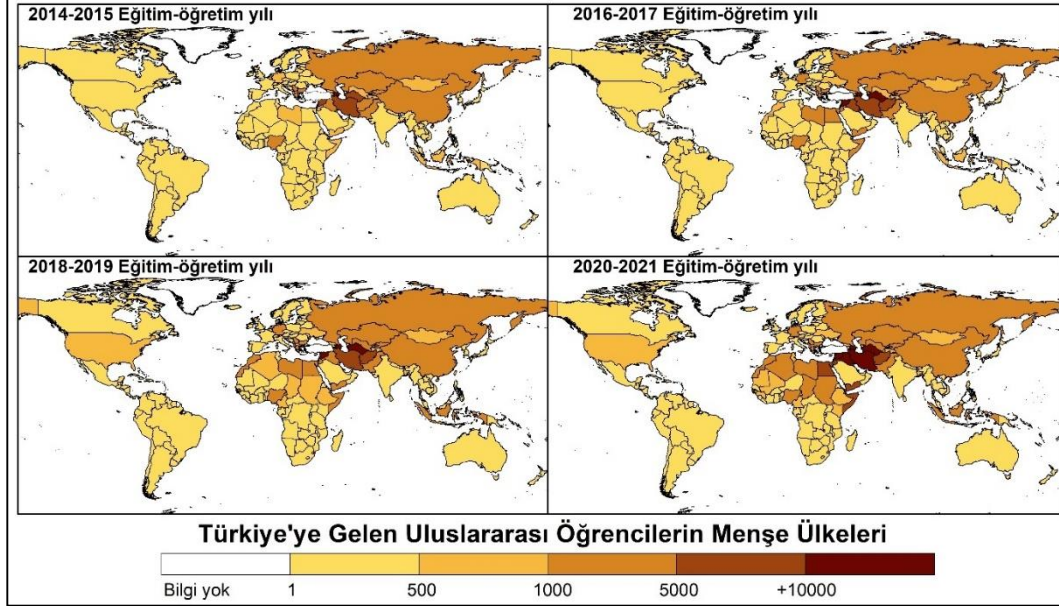 2014-2015 Eğitim-öğretim yılı
2016-2017 Eğitim-öğretim yılı
2018-2019 Eğitim-öğretim yılı
2020-2021 Eğitim-öğretim yılı
Türkiye'ye Gelen Uluslararası Öğrencilerin Menşe Ülkeleri
Bilgi yok 1 500 1000 5000 +10000